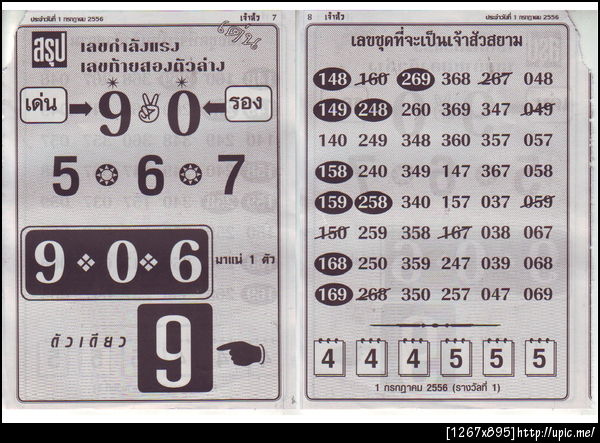 ประจำวันที่ 1 กรกฎาคม 2556 เจ้าสัว 7
เด่น
สรุป เลขกำลังแรง
เลขท้ายสองตัวล่าง
เด่น 9 0 รอง
5 6 7
9 0 6 มาแน่ 1 ตัว
ตัวเดียว 9
8 เจ้าสัว ประจำวันที่ 1 กรกฎาคม 2556
เลขชุดที่จะเป็นเจ้าสัวสยาม
148 160 269 368 267 048
149 248 260 369 347 049
140 249 348 360 357 057
158 240 349 167 357 058
159 258 340 157 037 059
150 259 358 167 038 067
168 250 359 247 039 068
169 268 350 257 047 069
4 4 4 5 5 5
1 กรกฎาคม 2556 (รางวัลที่ 1)
[1267x895]http://upic.me/